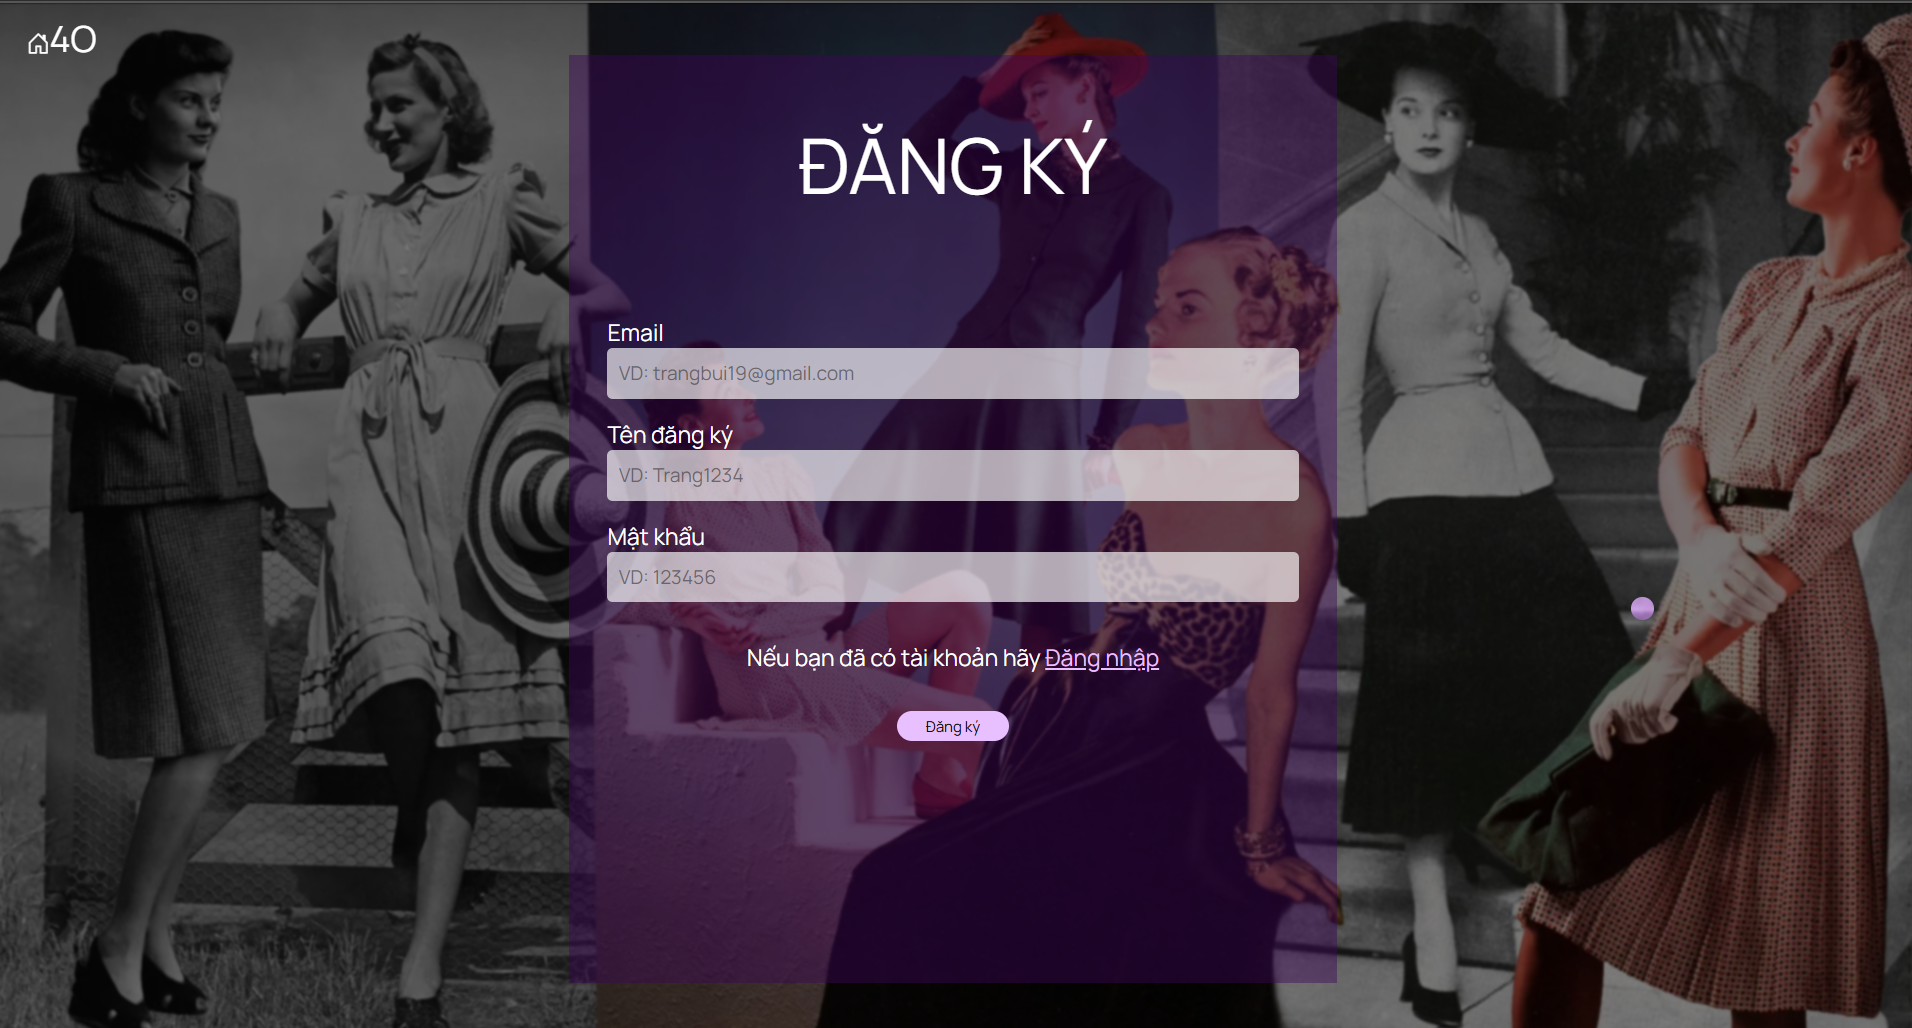 40
ĐĂNG KÝ
Email
VD: trangbui19@gmail.com
Tên đăng ký
VD: Trang1234
Mật khẩu
VD: 123456
Nếu bạn đã có tài khoản hãy Đăng nhập
Đăng ký